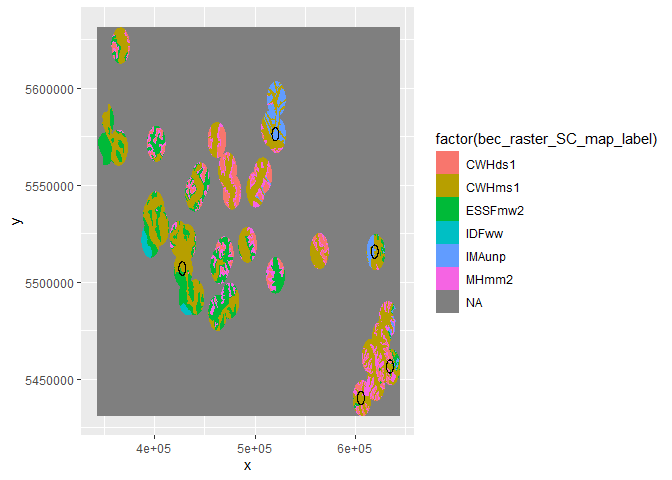 5600000
5550000
5500000
5450000
y
4e+05
5e+05
6e+05
x
factor(bec_raster_SC_map_label)
CWHds1
CWHms1
ESSFmw2
IDFww
IMAunp
MHmm2
NA